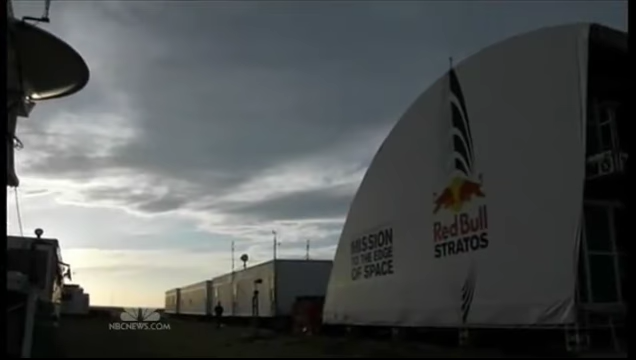 MISSION
TO THE EDGE
OF SPACE
Red Bull
STRATOS
NBCNEWS.COM